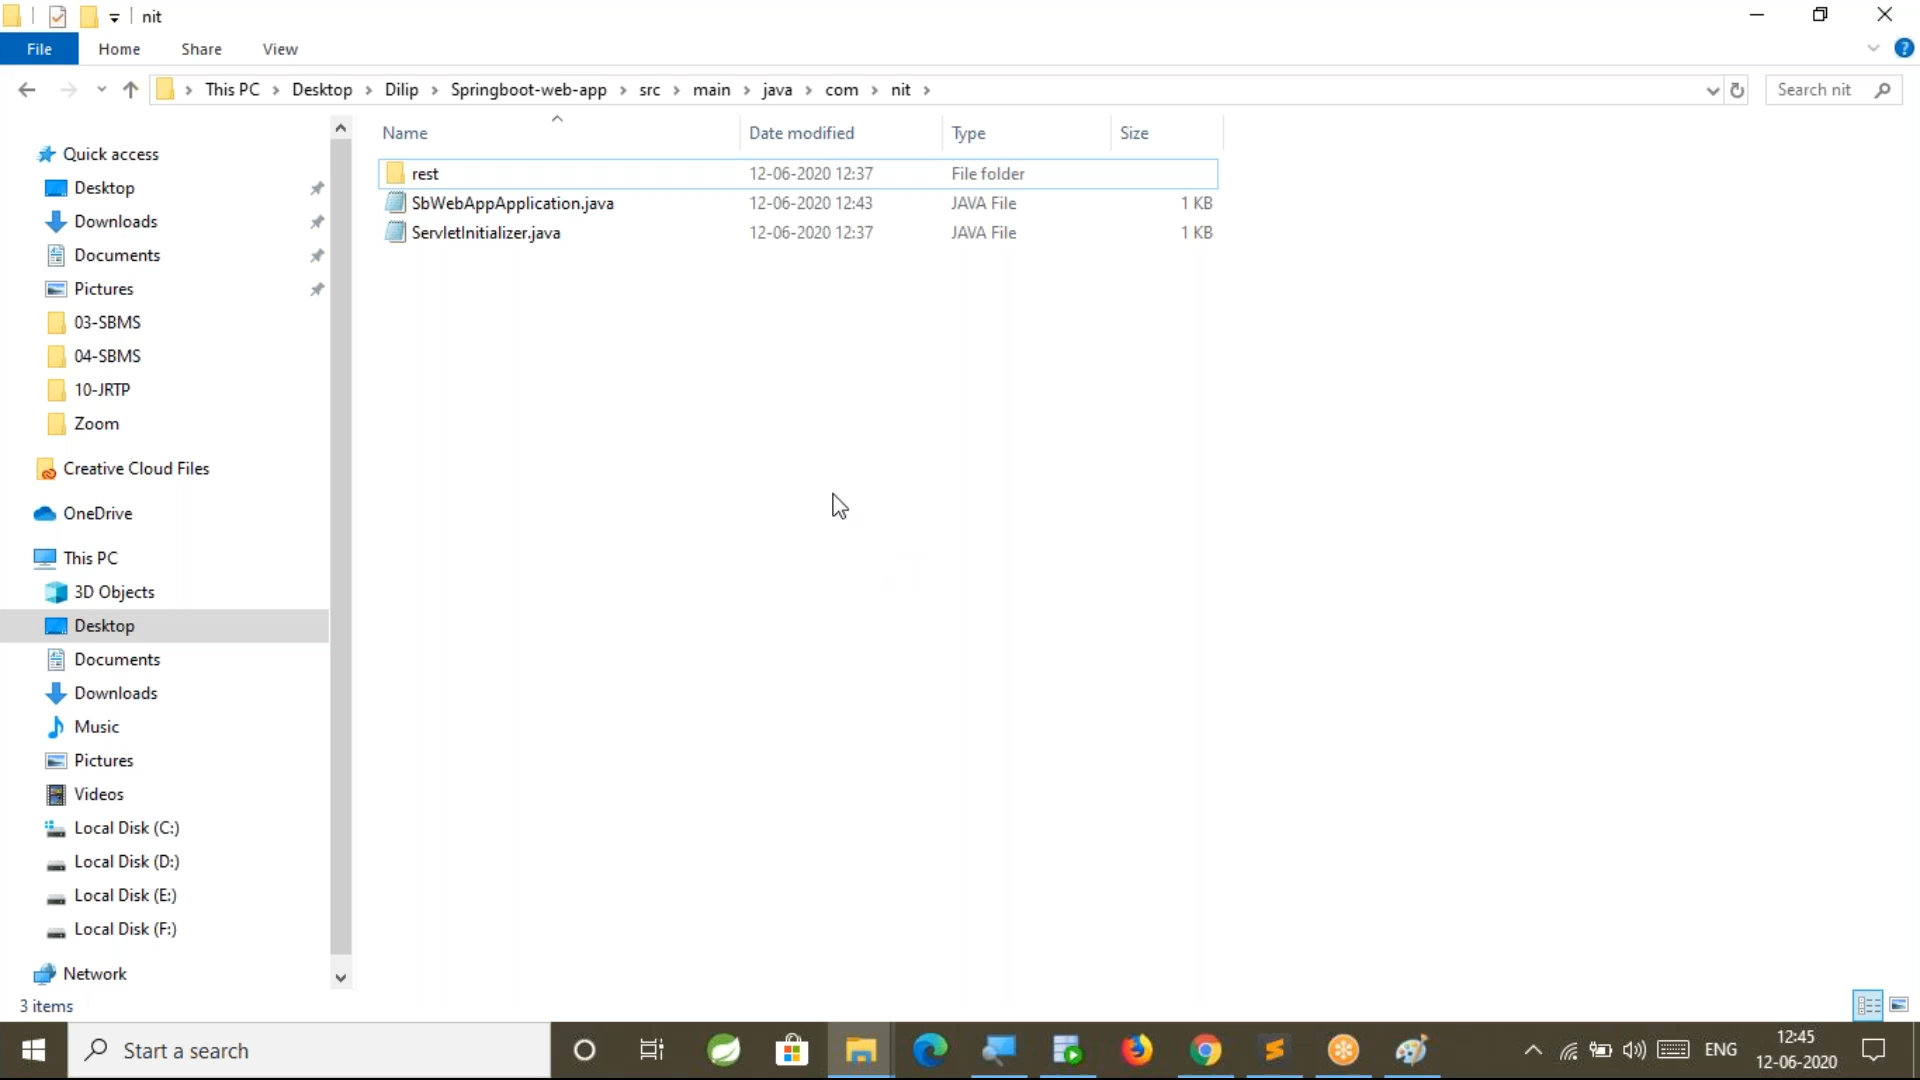 nit
File Home Share View
This PC Desktop Dilip Springboot-web-app src main java com nit Search nit
Name Date modified Type Size
rest 12-06-2020 12:37 File folder
SbWebAppApplication.java 12-06-2020 12:43 JAVA File 1 KB
ServletInitializer.java 12-06-2020 12:37 JAVA File 1 KB
Quick access
Desktop
Downloads
Documents
Pictures
03-SBMS
04-SBMS
10-JRTP
Zoom
Creative Cloud Files
OneDrive
This PC
3D Objects
Desktop
Documents
Downloads
Music
Pictures
Videos
Local Disk (C:)
Local Disk (D:)
Local Disk (E:)
Local Disk (F:)
Network
3 items
Start a search ENG 12:45
12-06-2020